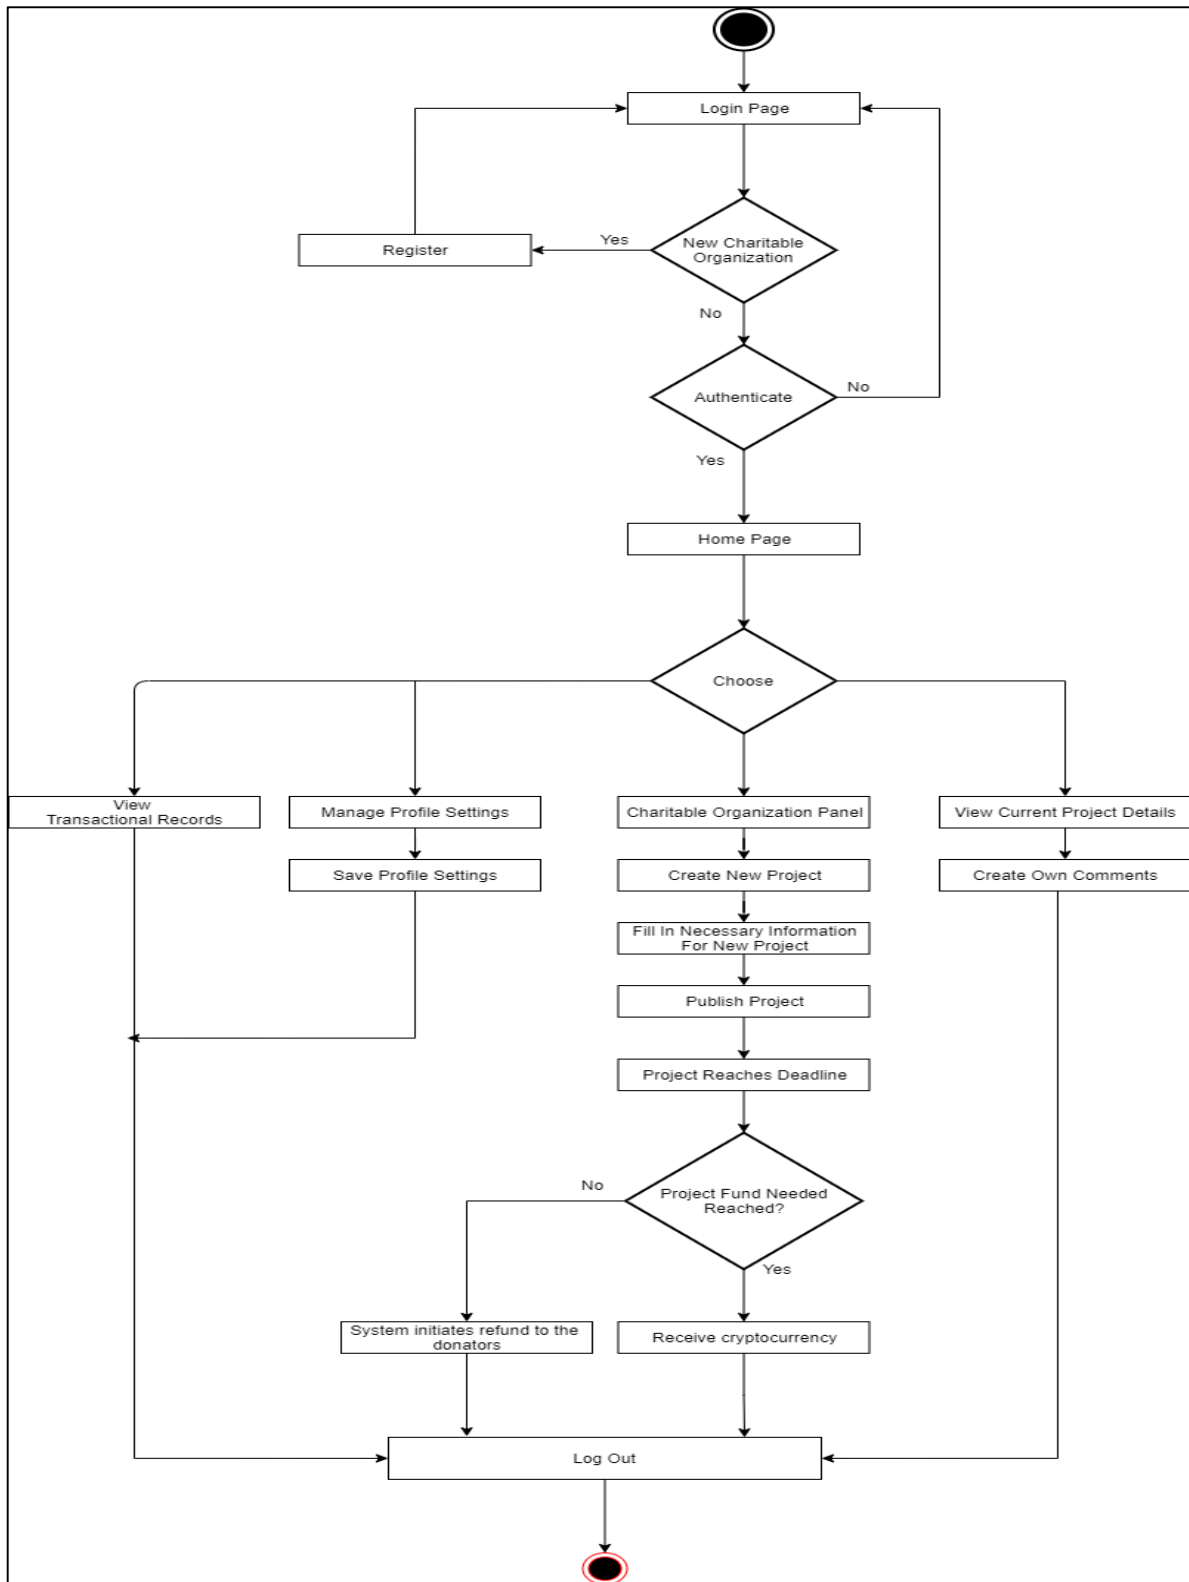 Login Page
New Charitable
Organization
Yes
Register
No
Authenticate
No
Yes
Home Page
Choose
View
Transactional Records
Manage Profile Settings
Charitable Organization Panel
View Current Project Details
Save Profile Settings
Create New Project
Create Own Comments
Fill In Necessary Information
For New Project
Publish Project
Project Reaches Deadline
No
Project Fund Needed
Reached?
Yes
System initiates refund to the
donators
Receive cryptocurrency
Log Out